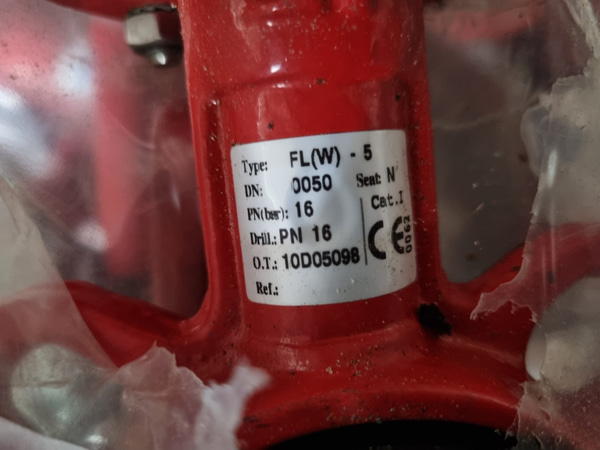 Type: FL(W) - 5
DN: 0050 Seat: N
PN(bar): 16 Cat.I
Drill.: PN 16
CE 0062
O.T.: 10D05098
Ref.: